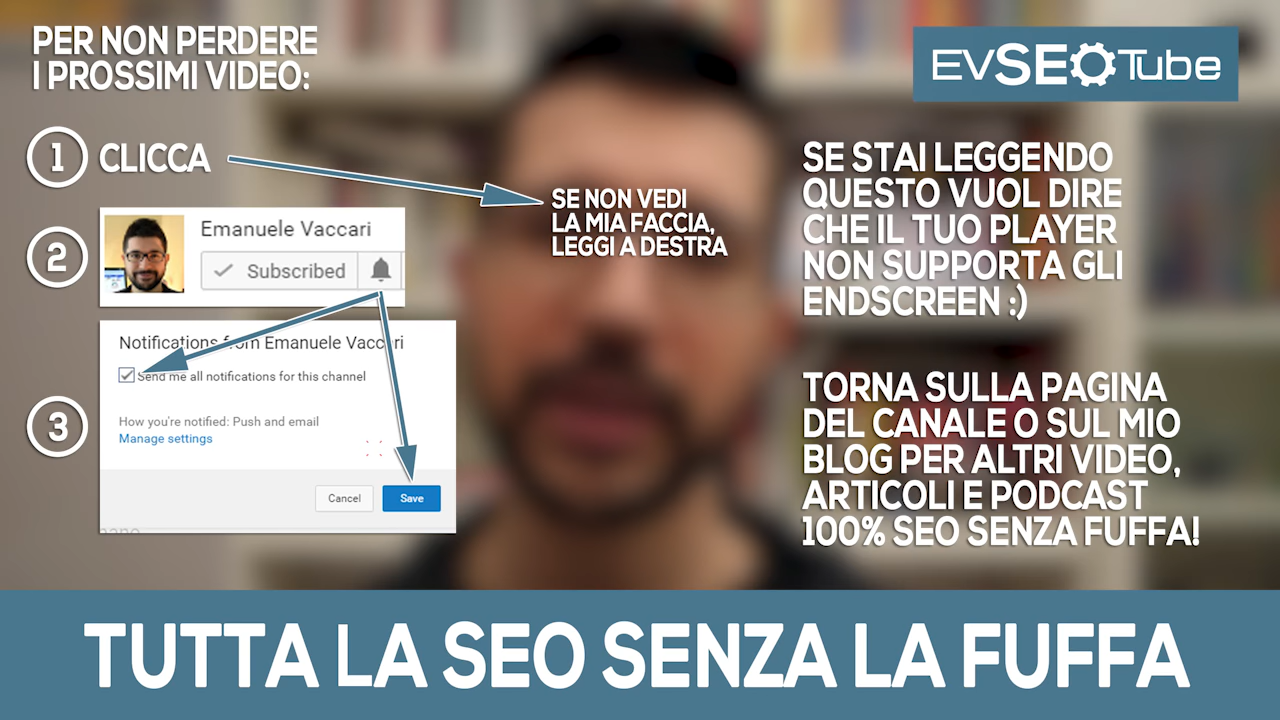 PER NON PERDERE
I PROSSIMI VIDEO:
1 CLICCA
SE NON VEDI
LA MIA FACCIA,
LEGGI A DESTRA
2
Emanuele Vaccari
Subscribed
3
Notifications from Emanuele Vaccari
Send me all notifications for this channel
How you're notified: Push and email
Manage settings
Cancel
Save
EVSEOTube
SE STAI LEGGENDO
QUESTO VUOL DIRE
CHE IL TUO PLAYER
NON SUPPORTA GLI
ENDSCREEN :)
TORNA SULLA PAGINA
DEL CANALE O SUL MIO
BLOG PER ALTRI VIDEO,
ARTICOLI E PODCAST
100% SEO SENZA FUFFA!
TUTTA LA SEO SENZA LA FUFFA